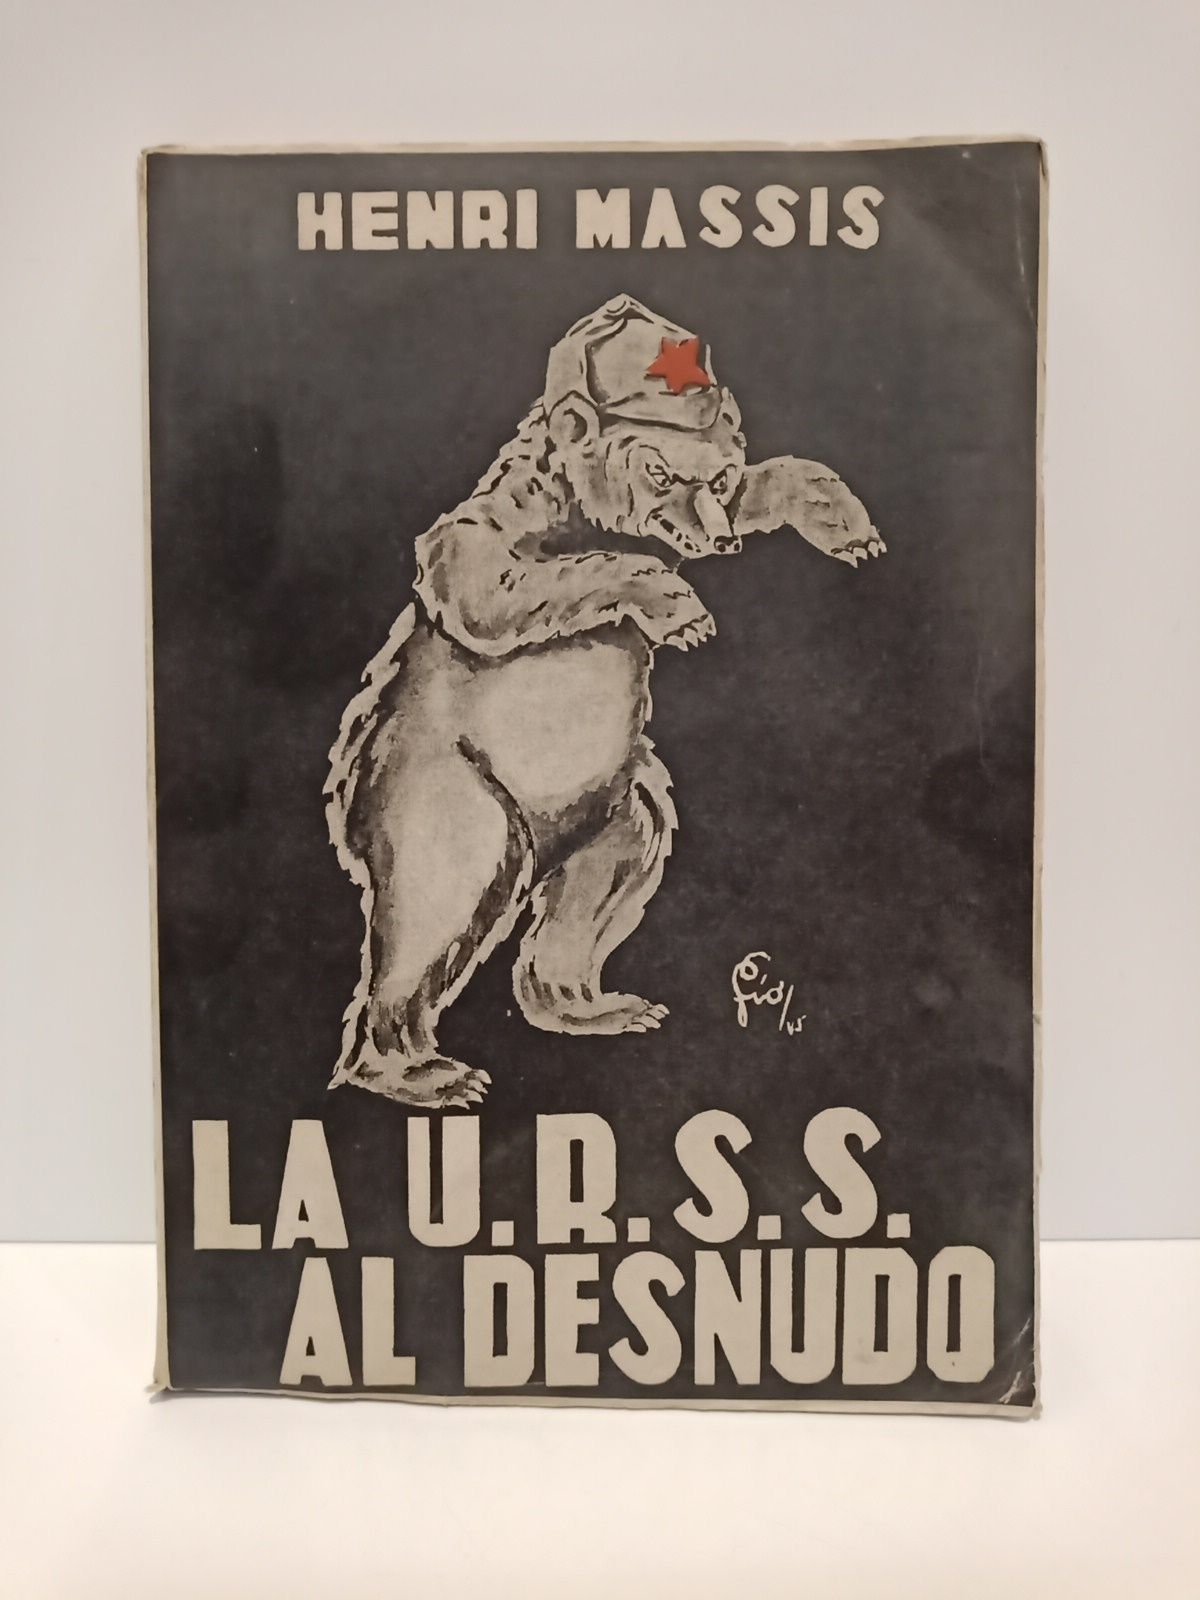 HENRI MASSIS
LA U.R.S.S.
AL DESNUDO